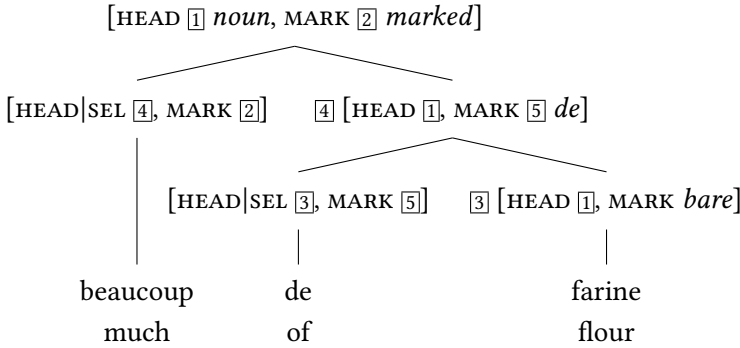 [HEAD 1 noun, MARK 2 marked]
[HEAD|SEL 4, MARK 2] 4 [HEAD 1, MARK 5 de]
[HEAD|SEL 3, MARK 5] 3 [HEAD 1, MARK bare]
beaucoup de farine
much of flour